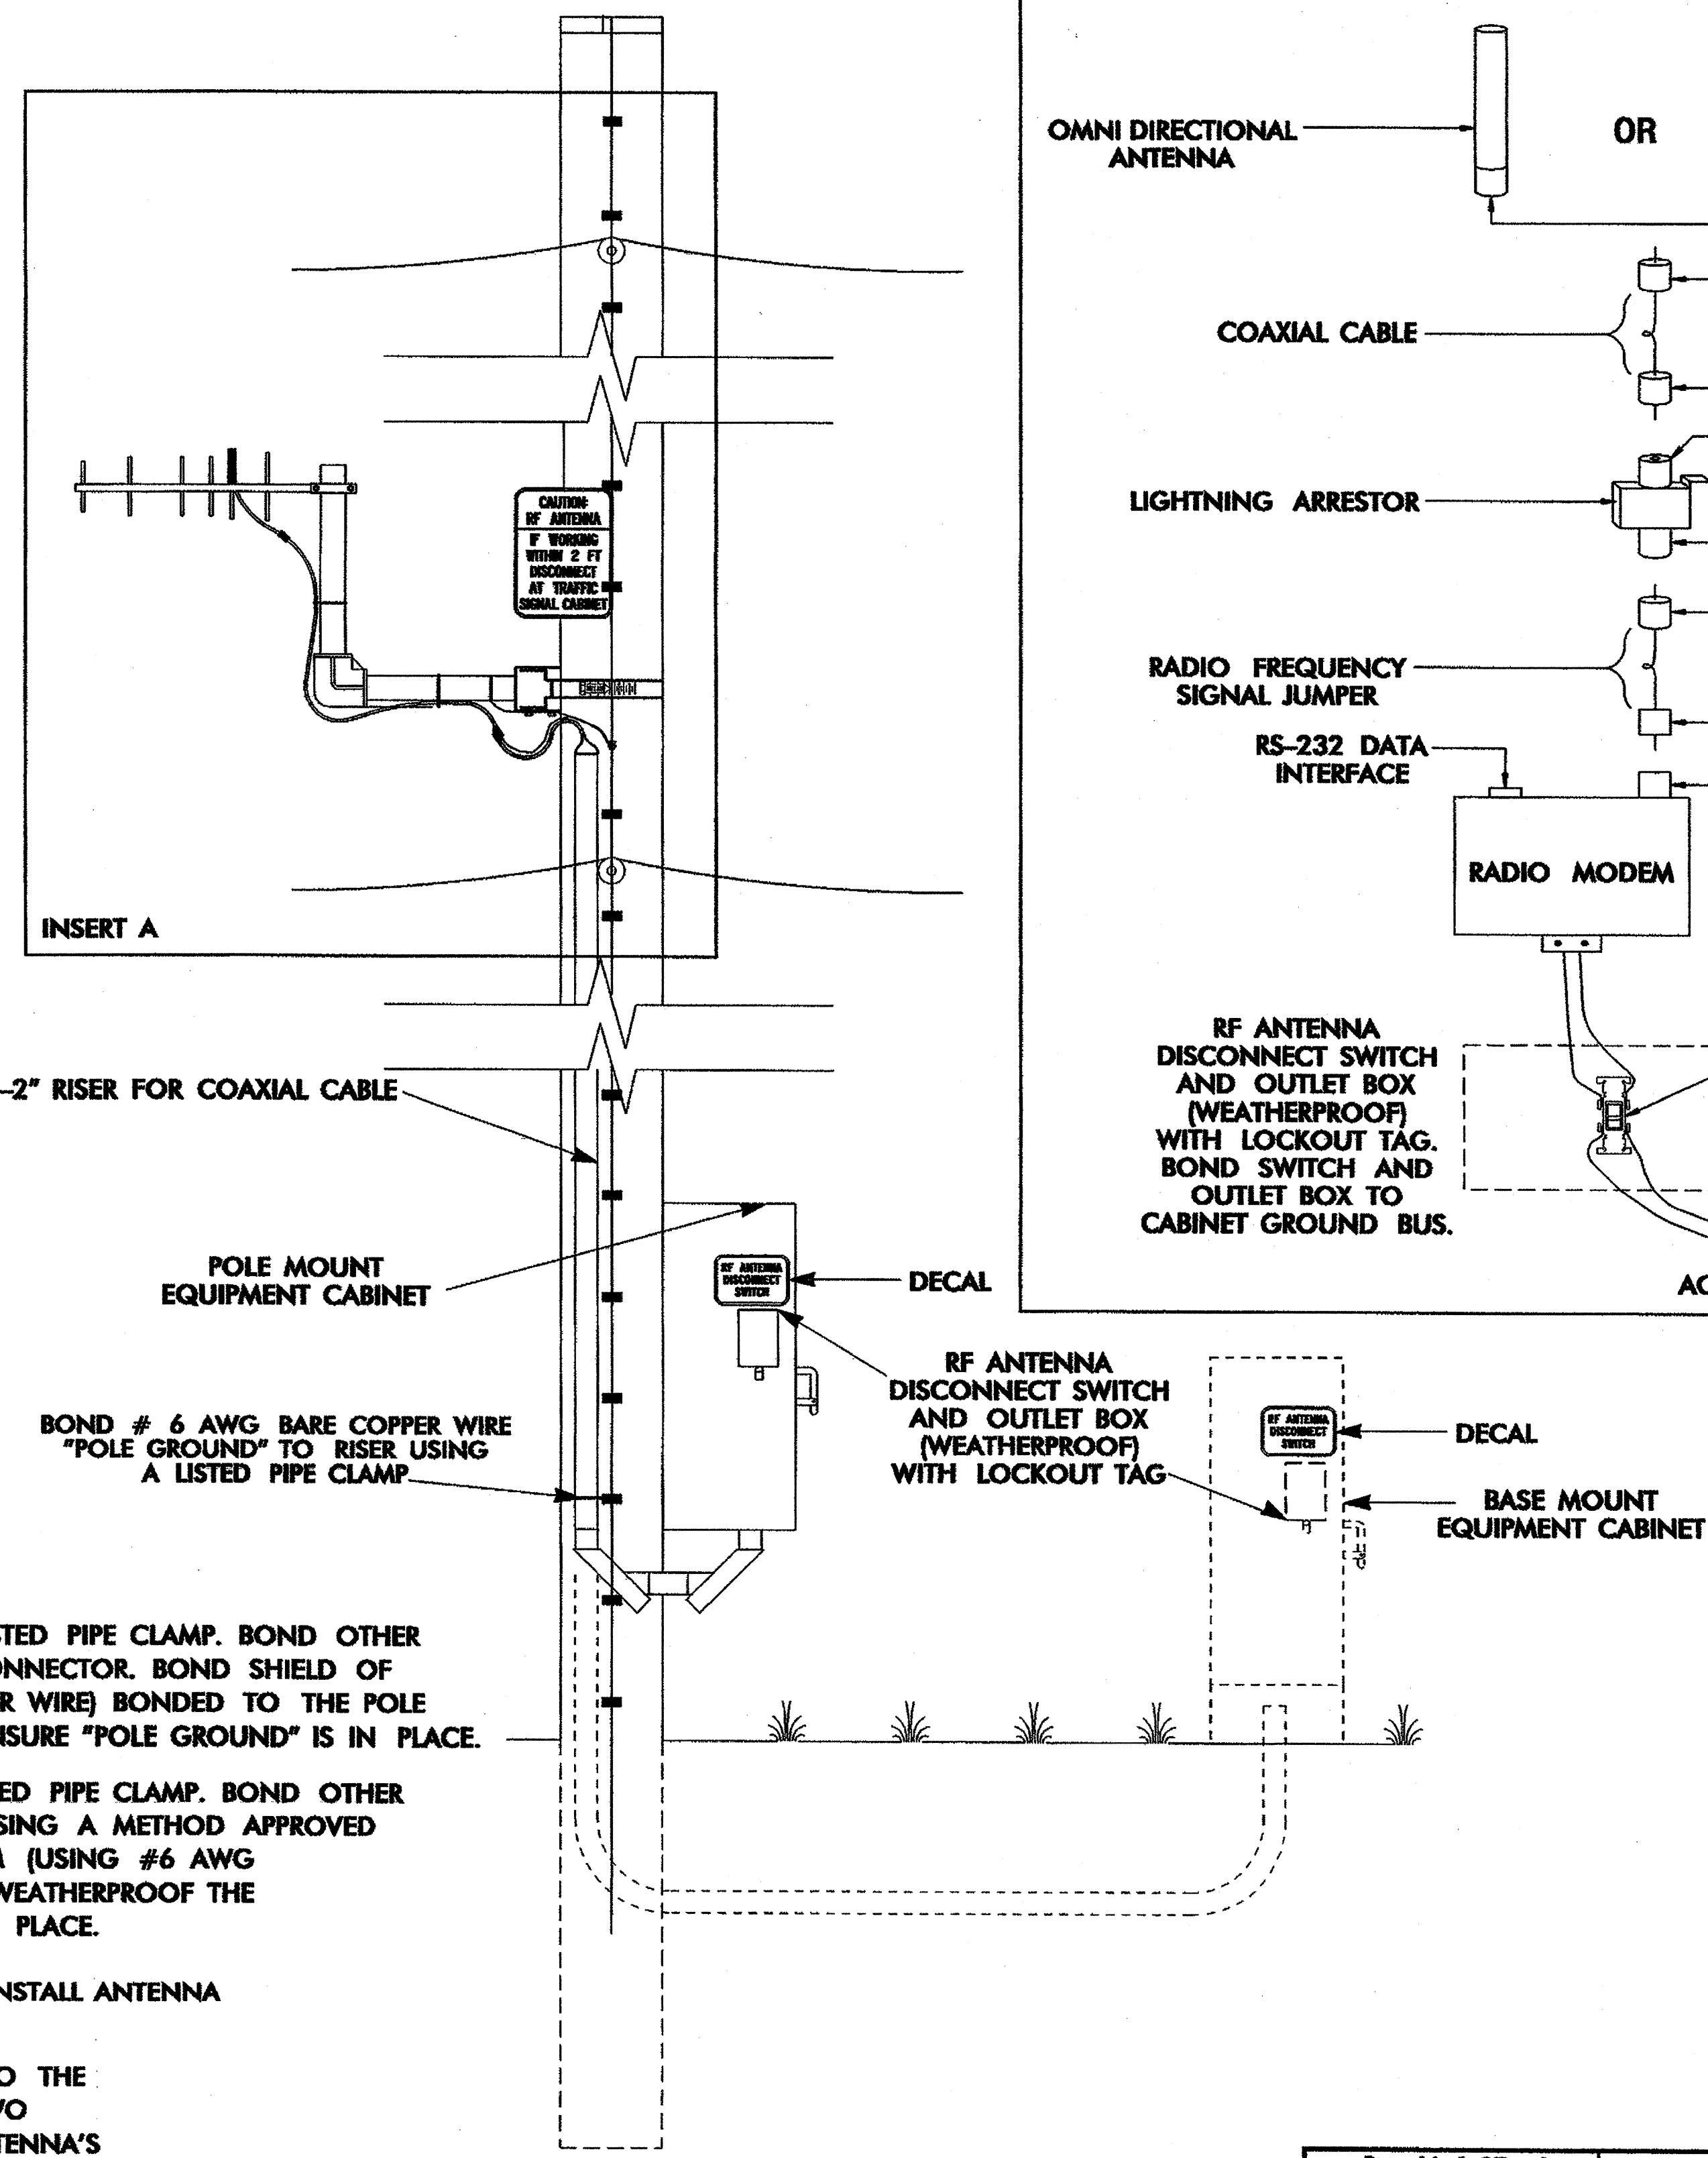 OMNI DIRECTIONAL
ANTENNA
OR
COAXIAL CABLE
LIGHTNING ARRESTOR
RADIO FREQUENCY
SIGNAL JUMPER
RS-232 DATA
INTERFACE
RADIO MODEM
RF ANTENNA
DISCONNECT SWITCH
AND OUTLET BOX
(WEATHERPROOF)
WITH LOCKOUT TAG.
BOND SWITCH AND
OUTLET BOX TO
CABINET GROUND BUS.
AC
CAUTION:
RF ANTENNA
IF WORKING
WITHIN 2 FT
DISCONNECT
AT TRAFFIC
SIGNAL CABINET
INSERT A
-2" RISER FOR COAXIAL CABLE
POLE MOUNT
EQUIPMENT CABINET
RF ANTENNA
DISCONNECT
SWITCH
DECAL
RF ANTENNA
DISCONNECT SWITCH
AND OUTLET BOX
(WEATHERPROOF)
WITH LOCKOUT TAG
BOND # 6 AWG BARE COPPER WIRE
"POLE GROUND" TO RISER USING
A LISTED PIPE CLAMP
RF ANTENNA
DISCONNECT
SWITCH
DECAL
BASE MOUNT
EQUIPMENT CABINET
STED PIPE CLAMP. BOND OTHER
ONNECTOR. BOND SHIELD OF
R WIRE) BONDED TO THE POLE
NSURE "POLE GROUND" IS IN PLACE.
ED PIPE CLAMP. BOND OTHER
SING A METHOD APPROVED
(USING #6 AWG
WEATHERPROOF THE
PLACE.
NSTALL ANTENNA
O THE
VO
TENNA'S